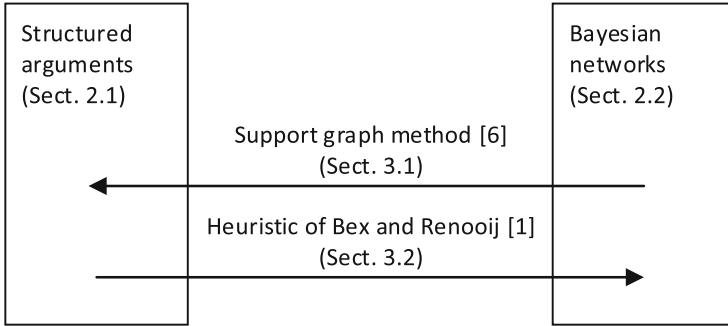 Structured
arguments
(Sect. 2.1)
Bayesian
networks
(Sect. 2.2)
Support graph method [6]
(Sect. 3.1)
Heuristic of Bex and Renooij [1]
(Sect. 3.2)